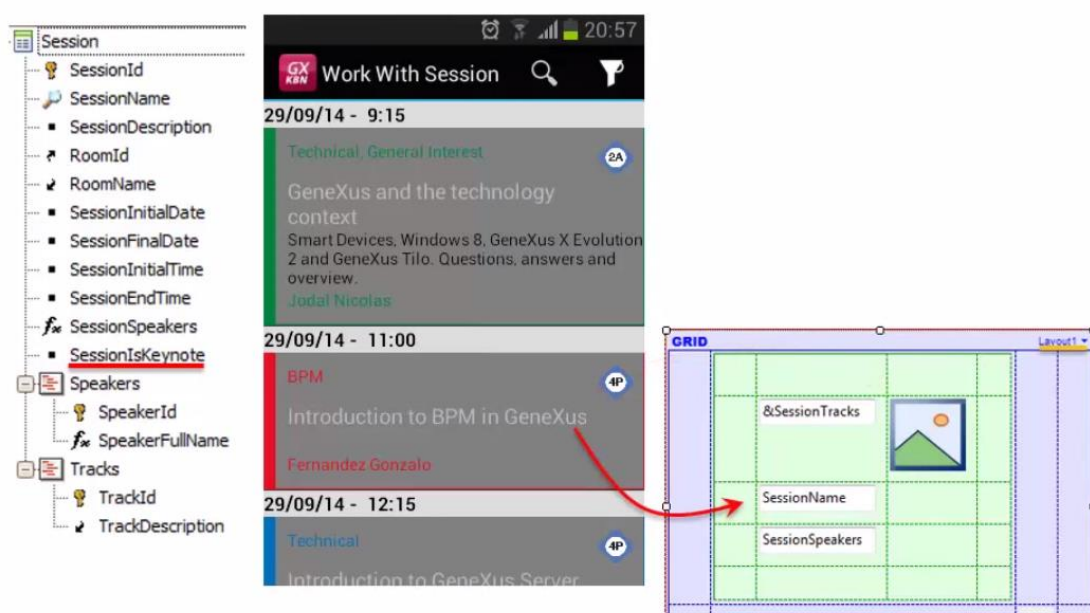 Session
SessionId
SessionName
SessionDescription
RoomId
RoomName
SessionInitialDate
SessionFinalDate
SessionInitialTime
SessionEndTime
SessionSpeakers
SessionIsKeynote
Speakers
SpeakerId
SpeakerFullName
Tracks
TrackId
TrackDescription
20:57
GX
KBN
Work With Session
29/09/14 - 9:15
Technical, General Interest
2A
GeneXus and the technology
context
Smart Devices, Windows 8, GeneXus X Evolution
2 and GeneXus Tilo. Questions, answers and
overview.
Jodal Nicolas
29/09/14 - 11:00
BPM
4P
Introduction to BPM in GeneXus
Fernandez Gonzalo
29/09/14 - 12:15
Technical
4P
Introduction to GeneXus Server
GRID
Layout1
&SessionTracks
SessionName
SessionSpeakers